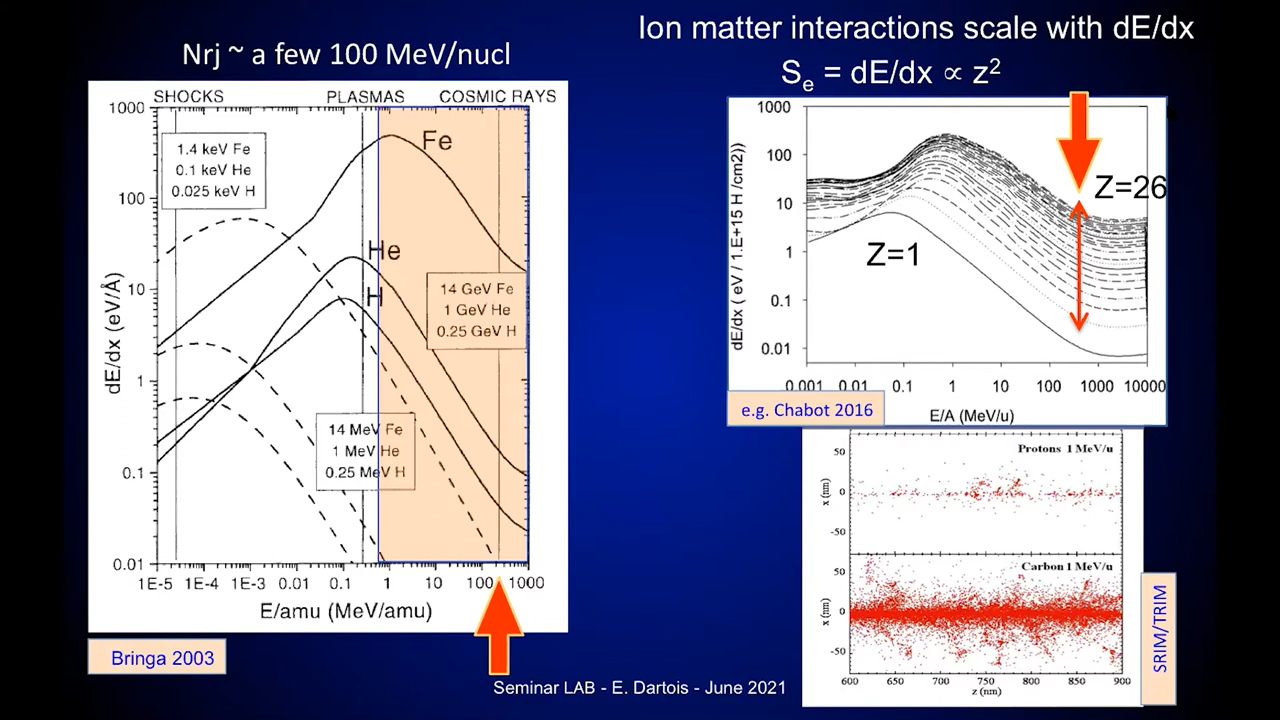 Ion matter interactions scale with dE/dx
Sₑ = dE/dx ∝ z²
Nrj ~ a few 100 MeV/nucl
SHOCKS PLASMAS COSMIC RAYS
1000
100
10
1
0.1
0.01
dE/dx (eV/Å)
1.4 keV Fe
0.1 keV He
0.025 keV H
Fe
He
H
14 GeV Fe
1 GeV He
0.25 GeV H
14 MeV Fe
1 MeV He
0.25 MeV H
1E-5 1E-4 1E-3 0.01 0.1 1 10 100 1000
E/amu (MeV/amu)
Bringa 2003
1000
100
10
1
0.1
0.01
dE/dx ( eV / 1.E+15 H /cm2))
Z=26
Z=1
0.001 0.01 0.1 1 10 100 1000 10000
E/A (MeV/u)
e.g. Chabot 2016
Protons 1 MeV/u
50
0
-50
x (nm)
Carbon 1 MeV/u
50
0
-50
x (nm)
600 650 700 750 800 850 900
z (nm)
SRIM/TRIM
Seminar LAB - E. Dartois - June 2021